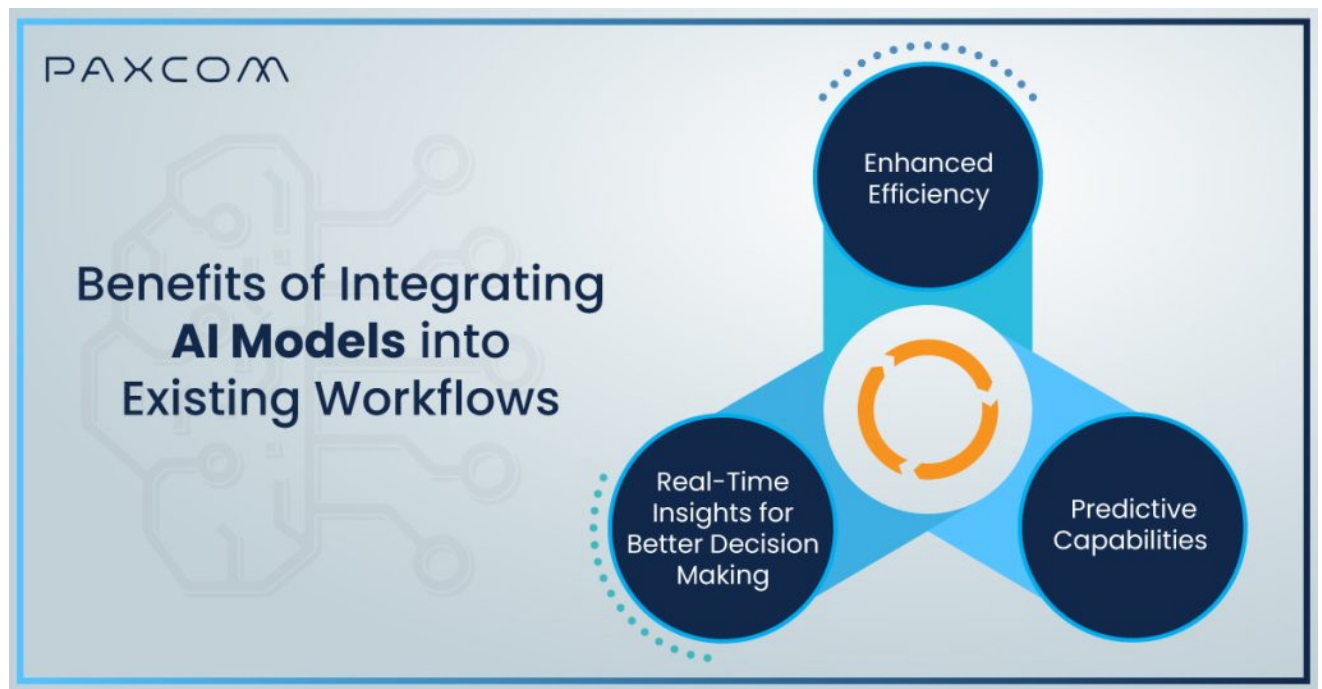 PAXCOM
Benefits of Integrating
AI Models into
Existing Workflows
Enhanced
Efficiency
Real-Time
Insights for
Better Decision
Making
Predictive
Capabilities